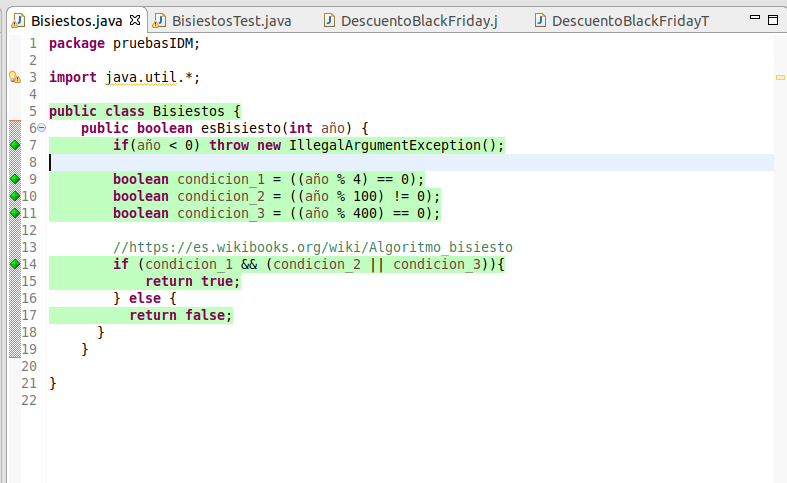 Bisiestos.java BisiestosTest.java DescuentoBlackFriday.j DescuentoBlackFridayT
1 package pruebasIDM;
2
3 import java.util.*;
4
5 public class Bisiestos {
6 public boolean esBisiesto(int año) {
7 if(año < 0) throw new IllegalArgumentException();
8
9 boolean condicion_1 = ((año % 4) == 0);
10 boolean condicion_2 = ((año % 100) != 0);
11 boolean condicion_3 = ((año % 400) == 0);
12
13 //https://es.wikibooks.org/wiki/Algoritmo_bisiesto
14 if (condicion_1 && (condicion_2 || condicion_3)){
15 return true;
16 } else {
17 return false;
18 }
19 }
20
21 }
22